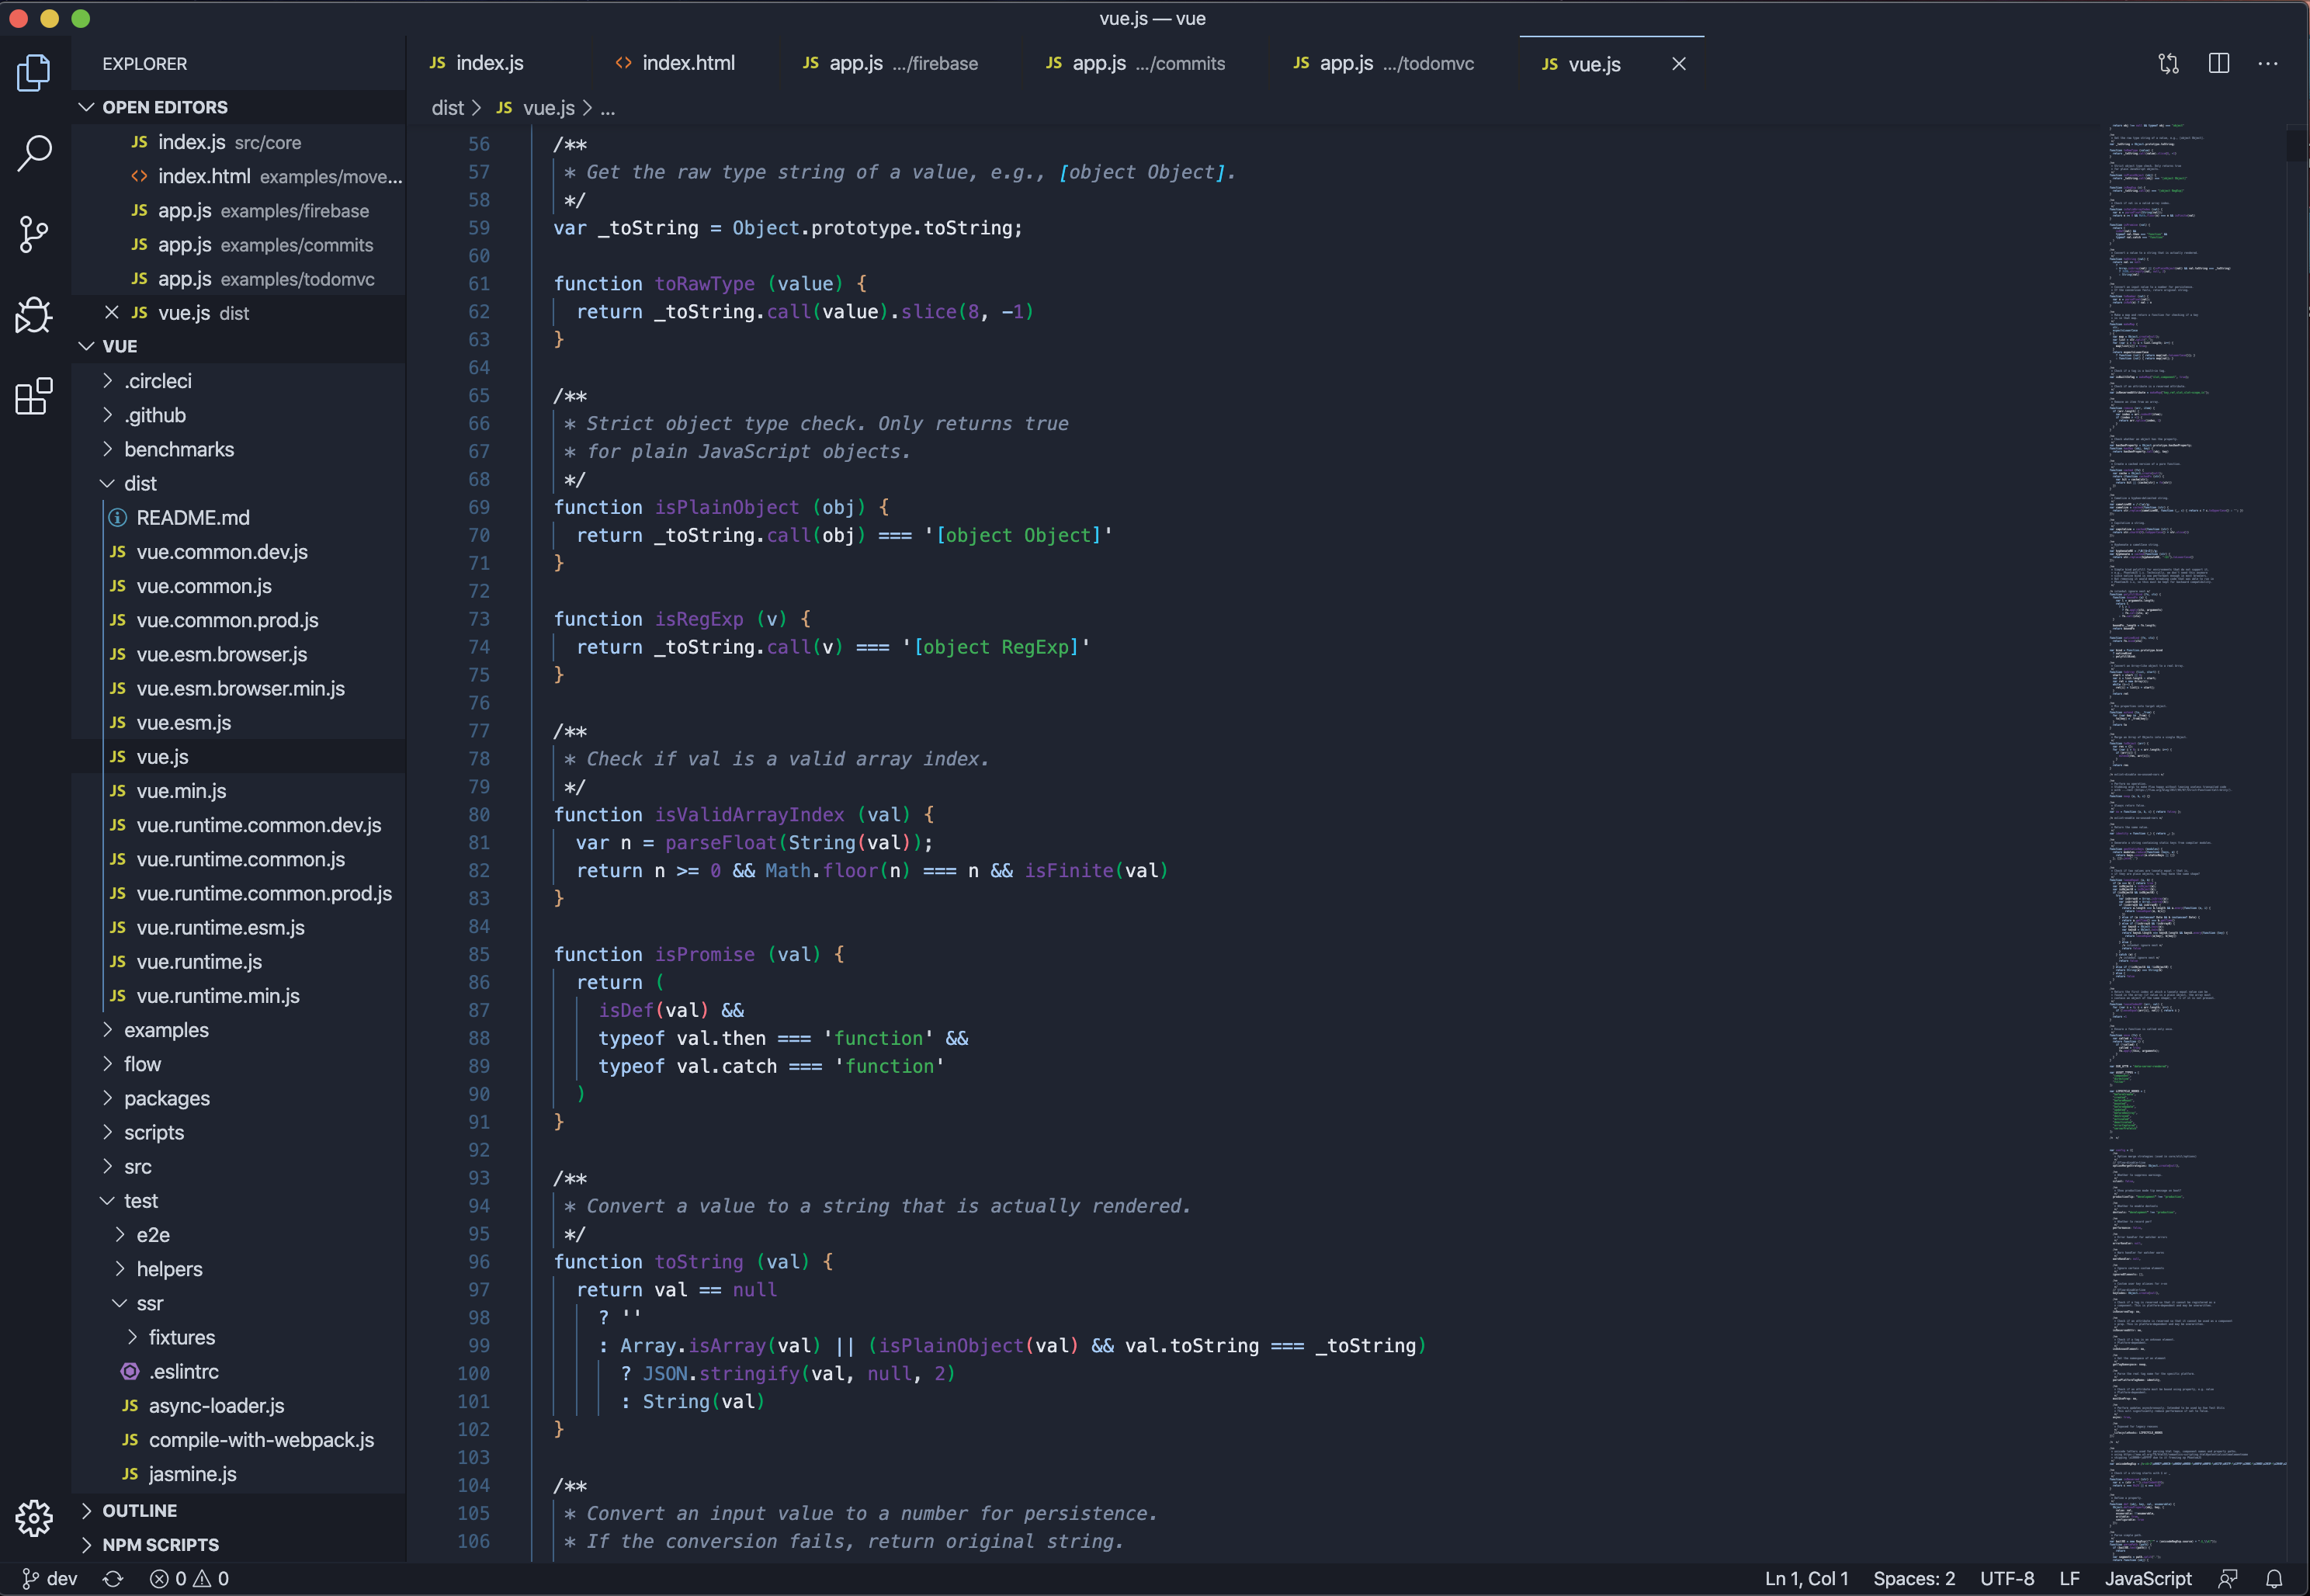 vue.js — vue
EXPLORER
OPEN EDITORS
JS index.js src/core
<> index.html examples/move...
JS app.js examples/firebase
JS app.js examples/commits
JS app.js examples/todomvc
JS vue.js dist
VUE
.circleci
.github
benchmarks
dist
README.md
JS vue.common.dev.js
JS vue.common.js
JS vue.common.prod.js
JS vue.esm.browser.js
JS vue.esm.browser.min.js
JS vue.esm.js
JS vue.js
JS vue.min.js
JS vue.runtime.common.dev.js
JS vue.runtime.common.js
JS vue.runtime.common.prod.js
JS vue.runtime.esm.js
JS vue.runtime.js
JS vue.runtime.min.js
examples
flow
packages
scripts
src
test
e2e
helpers
ssr
fixtures
.eslintrc
JS async-loader.js
JS compile-with-webpack.js
JS jasmine.js
OUTLINE
NPM SCRIPTS
JS index.js <> index.html JS app.js .../firebase JS app.js .../commits JS app.js .../todomvc JS vue.js
dist > JS vue.js > ...
56 /**
57 * Get the raw type string of a value, e.g., [object Object].
58 */
59 var _toString = Object.prototype.toString;
60
61 function toRawType (value) {
62 return _toString.call(value).slice(8, -1)
63 }
64
65 /**
66 * Strict object type check. Only returns true
67 * for plain JavaScript objects.
68 */
69 function isPlainObject (obj) {
70 return _toString.call(obj) === '[object Object]'
71 }
72
73 function isRegExp (v) {
74 return _toString.call(v) === '[object RegExp]'
75 }
76
77 /**
78 * Check if val is a valid array index.
79 */
80 function isValidArrayIndex (val) {
81 var n = parseFloat(String(val));
82 return n >= 0 && Math.floor(n) === n && isFinite(val)
83 }
84
85 function isPromise (val) {
86 return (
87 isDef(val) &&
88 typeof val.then === 'function' &&
89 typeof val.catch === 'function'
90 )
91 }
92
93 /**
94 * Convert a value to a string that is actually rendered.
95 */
96 function toString (val) {
97 return val == null
98 ? ''
99 : Array.isArray(val) || (isPlainObject(val) && val.toString === _toString)
100 ? JSON.stringify(val, null, 2)
101 : String(val)
102 }
103
104 /**
105 * Convert an input value to a number for persistence.
106 * If the conversion fails, return original string.
dev 0 0 Ln 1, Col 1 Spaces: 2 UTF-8 LF JavaScript